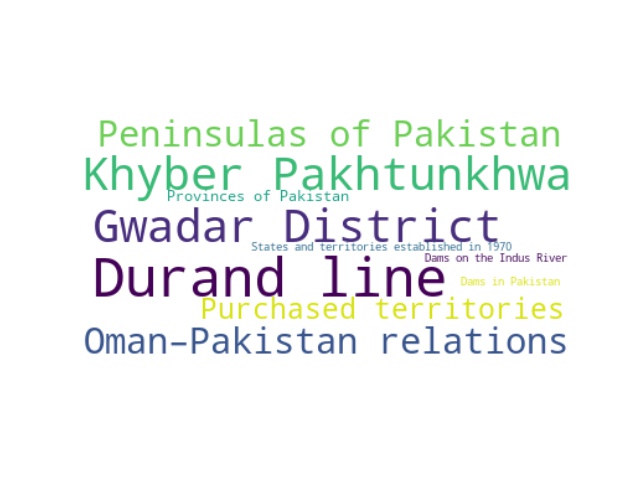 Peninsulas of Pakistan
Khyber Pakhtunkhwa
Provinces of Pakistan
Gwadar District
States and territories established in 1970
Dams on the Indus River
Durand line
Dams in Pakistan
Purchased territories
Oman–Pakistan relations